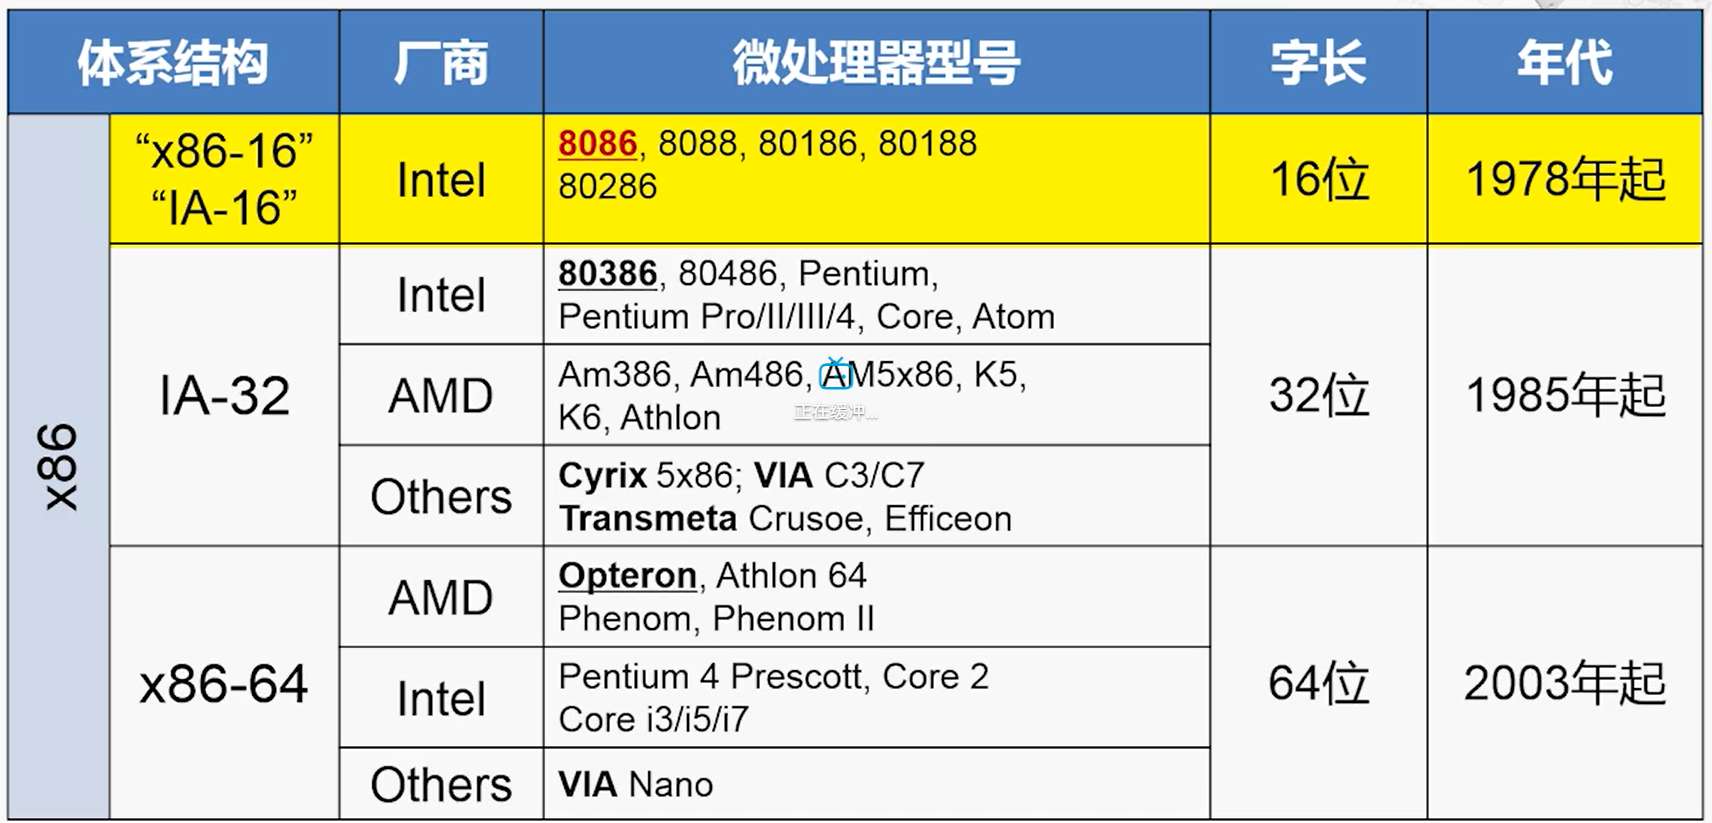 体系结构 厂商 微处理器型号 字长 年代
x86
“x86-16”
“IA-16”
Intel
8086, 8088, 80186, 80188
80286
16位
1978年起
IA-32
Intel
80386, 80486, Pentium,
Pentium Pro/II/III/4, Core, Atom
AMD
Am386, Am486, AM5x86, K5,
K6, Athlon
正在缓冲...
Others
Cyrix 5x86; VIA C3/C7
Transmeta Crusoe, Efficeon
32位
1985年起
x86-64
AMD
Opteron, Athlon 64
Phenom, Phenom II
Intel
Pentium 4 Prescott, Core 2
Core i3/i5/i7
Others
VIA Nano
64位
2003年起